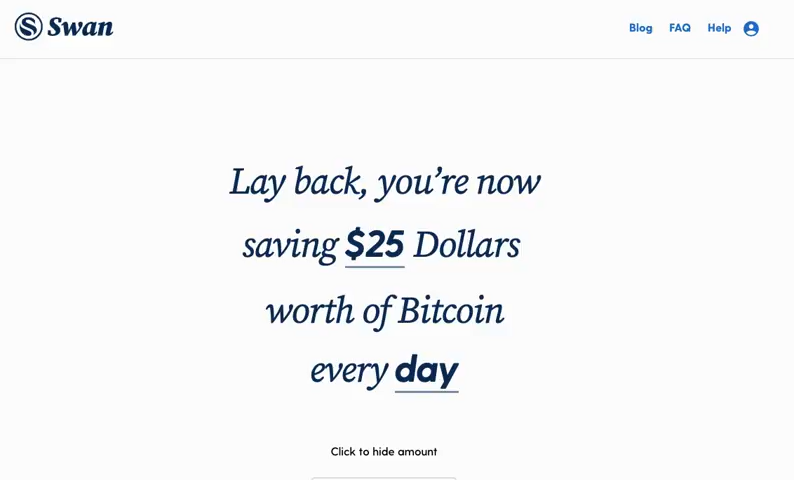 Swan
Blog FAQ Help
Lay back, you’re now
saving $25 Dollars
worth of Bitcoin
every day
Click to hide amount